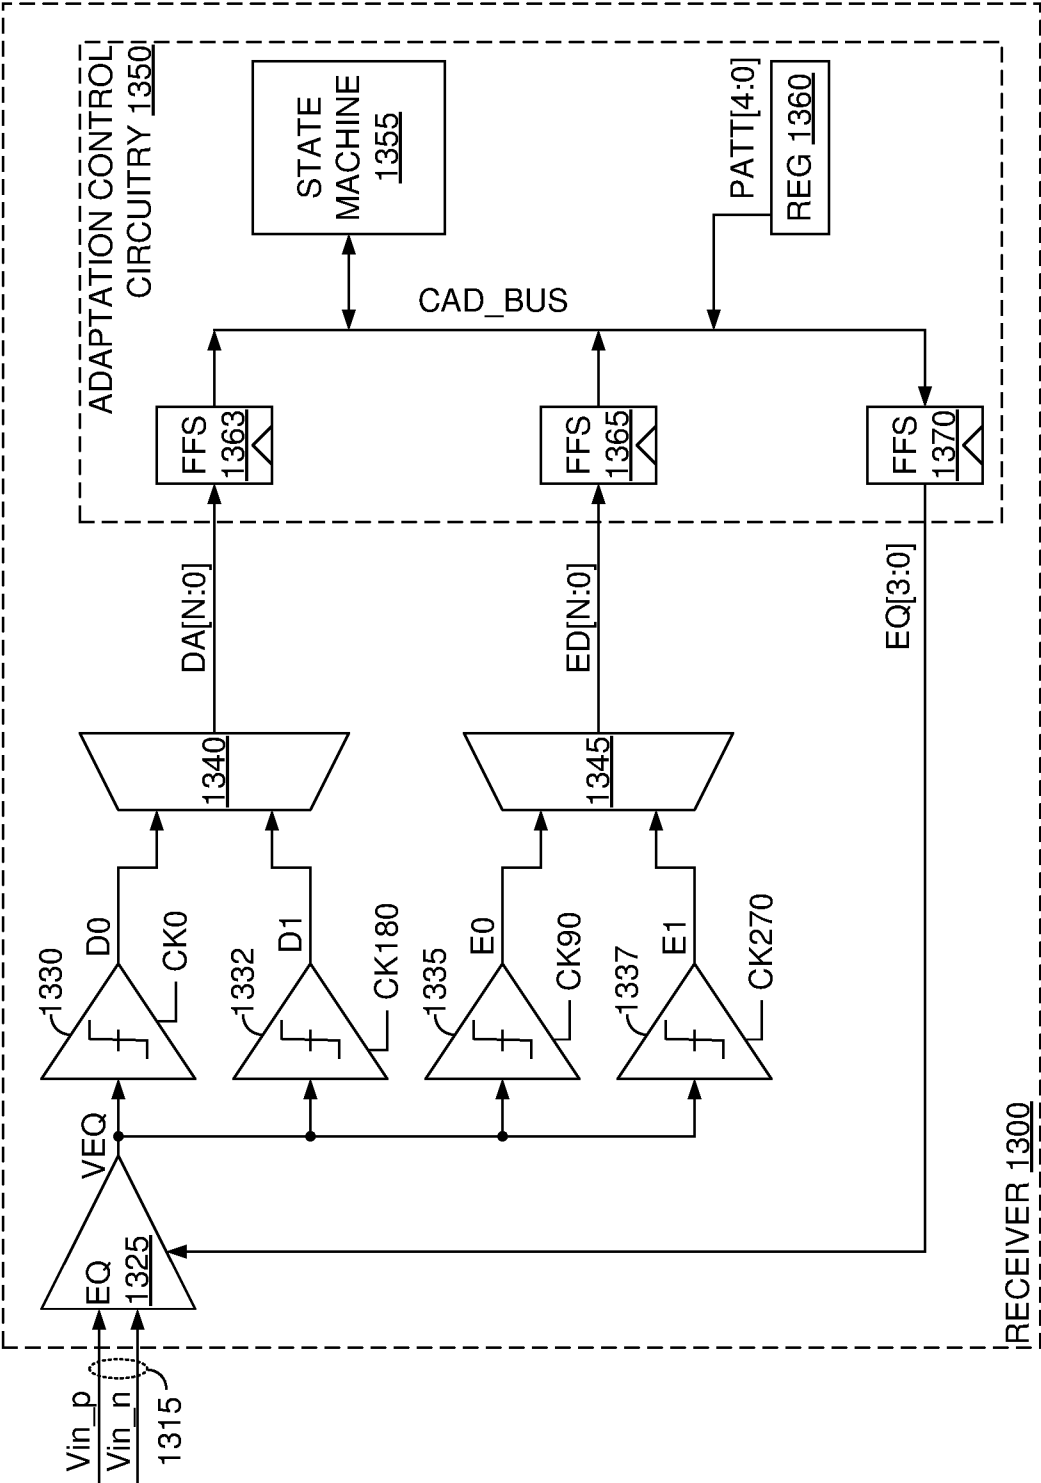 Vin_p
Vin_n
1315
EQ
1325
VEQ
1330
D0
CK0
1332
D1
CK180
1335
E0
CK90
1337
E1
CK270
1340
1345
DA[N:0]
ED[N:0]
EQ[3:0]
FFS
1363
FFS
1365
FFS
1370
CAD_BUS
ADAPTATION CONTROL
CIRCUITRY 1350
STATE
MACHINE
1355
PATT[4:0]
REG 1360
RECEIVER 1300